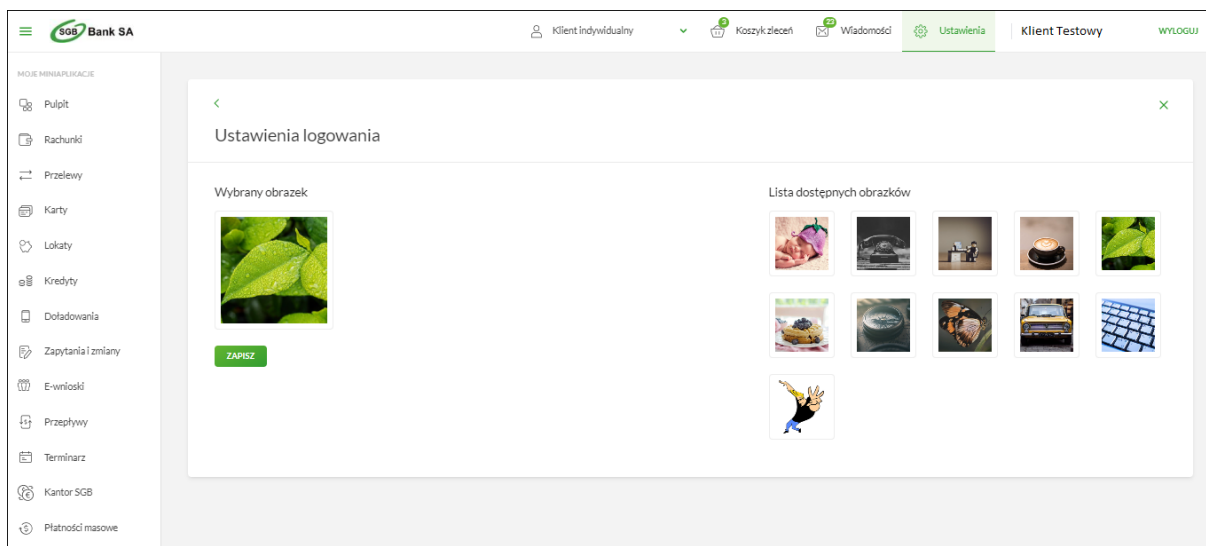 SGB Bank SA
Klient indywidualny
3
Koszyk zleceń
23
Wiadomości
Ustawienia
Klient Testowy
WYLOGUJ
MOJE MINIAPLIKACJE
Pulpit
Rachunki
Przelewy
Karty
Lokaty
Kredyty
Doładowania
Zapytania i zmiany
E-wnioski
Przepływy
Terminarz
Kantor SGB
Płatności masowe
Ustawienia logowania
Wybrany obrazek
ZAPISZ
Lista dostępnych obrazków